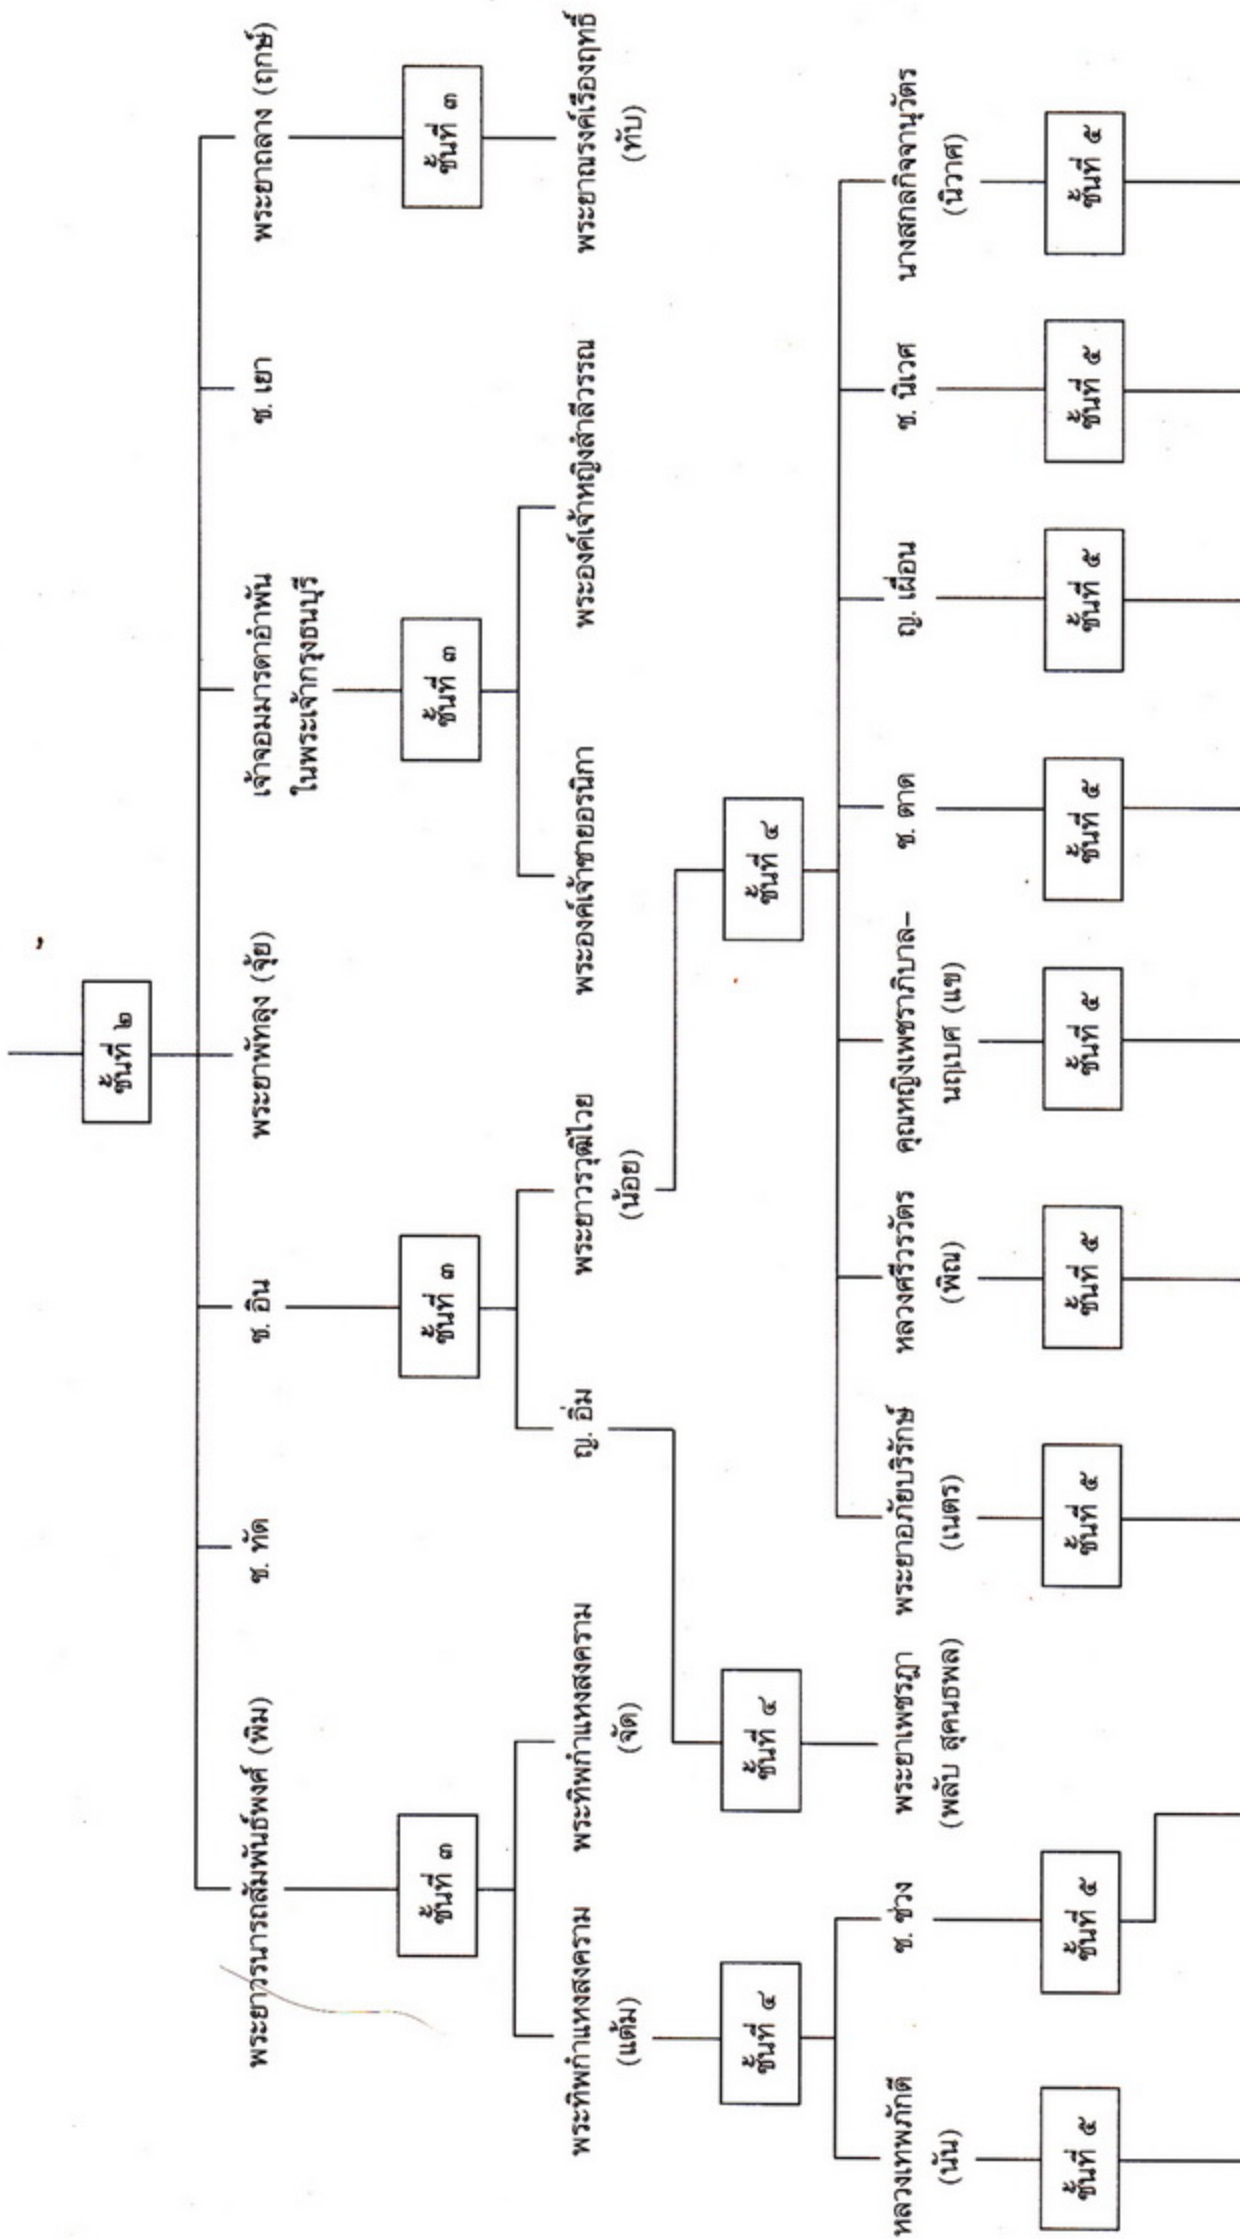 ชั้นที่ ๒
พระยาวรนารถสัมพันธ์พงศ์ (พิม)
ช. ทัด
ช. อิน
พระยาพัทลุง (จุ้ย)
เจ้าจอมมารดาอำพัน
ในพระเจ้ากรุงธนบุรี
ช. เยา
พระยาถลาง (ฤกษ์)
ชั้นที่ ๓
ชั้นที่ ๓
ชั้นที่ ๓
ชั้นที่ ๓
พระทิพกำแหงสงคราม
(แต้ม)
พระทิพกำแหงสงคราม
(จัด)
ญ. อิ่ม
พระยาวรวุฒิไวย
(น้อย)
พระองค์เจ้าชายอรนิกา
พระองค์เจ้าหญิงสำลีวรรณ
พระยาณรงค์เรืองฤทธิ์
(ทับ)
ชั้นที่ ๔
ชั้นที่ ๔
ชั้นที่ ๔
หลวงเทพภักดี
(นัน)
ช. ช่วง
พระยาเพชรฎา
(พลับ สุคนธพล)
พระยาอภัยบริรักษ์
(เนตร)
หลวงศรีวรวัตร
(พิณ)
คุณหญิงเพชราภิบาล–
นฤเบศ (แข)
ช. ตาด
ญ. เผื่อน
ช. นิเวศ
นางสกลกิจจานุวัตร
(นิวาศ)
ชั้นที่ ๕
ชั้นที่ ๕
ชั้นที่ ๕
ชั้นที่ ๕
ชั้นที่ ๕
ชั้นที่ ๕
ชั้นที่ ๕
ชั้นที่ ๕
ชั้นที่ ๕